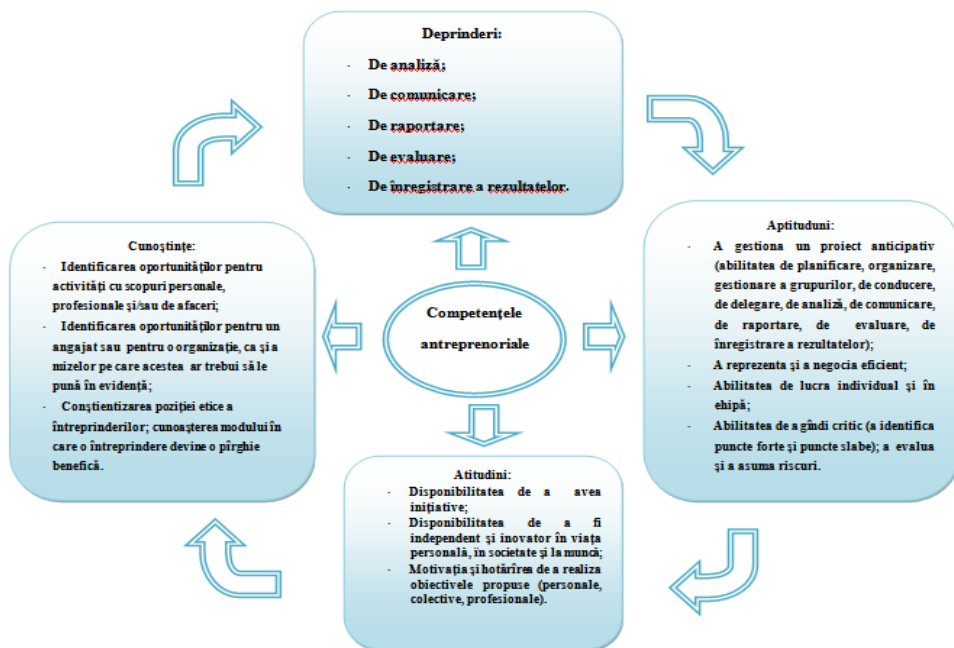 Deprinderi:
· De analiză;
· De comunicare;
· De raportare;
· De evaluare;
· De înregistrare a rezultatelor.
Cunoştinţe:
· Identificarea oportunităţilor pentru
activităţi cu scopuri personale,
profesionale şi/sau de afaceri;
· Identificarea oportunităţilor pentru un
angajat sau pentru o organizaţie, ca şi a
mizelor pe care acestea ar trebui să le
pună în evidenţă;
· Conştientizarea poziţiei etice a
întreprinderilor; cunoaşterea modului în
care o întreprindere devine o pîrghie
benefică.
Competenţele
antreprenoriale
Aptituduni:
· A gestiona un proiect anticipativ
(abilitatea de planificare, organizare,
gestionare a grupurilor, de conducere,
de delegare, de analiză, de comunicare,
de raportare, de evaluare, de
înregistrare a rezultatelor);
· A reprezenta şi a negocia eficient;
· Abilitatea de lucra individual şi în
ehipă;
· Abilitatea de a gîndi critic (a identifica
puncte forte şi puncte slabe); a evalua
şi a asuma riscuri.
Atitudini:
· Disponibilitatea de a avea
iniţiative;
· Disponibilitatea de a fi
independent şi inovator în viaţa
personală, în societate şi la muncă;
· Motivaţia şi hotărîrea de a realiza
obiectivele propuse (personale,
colective, profesionale).